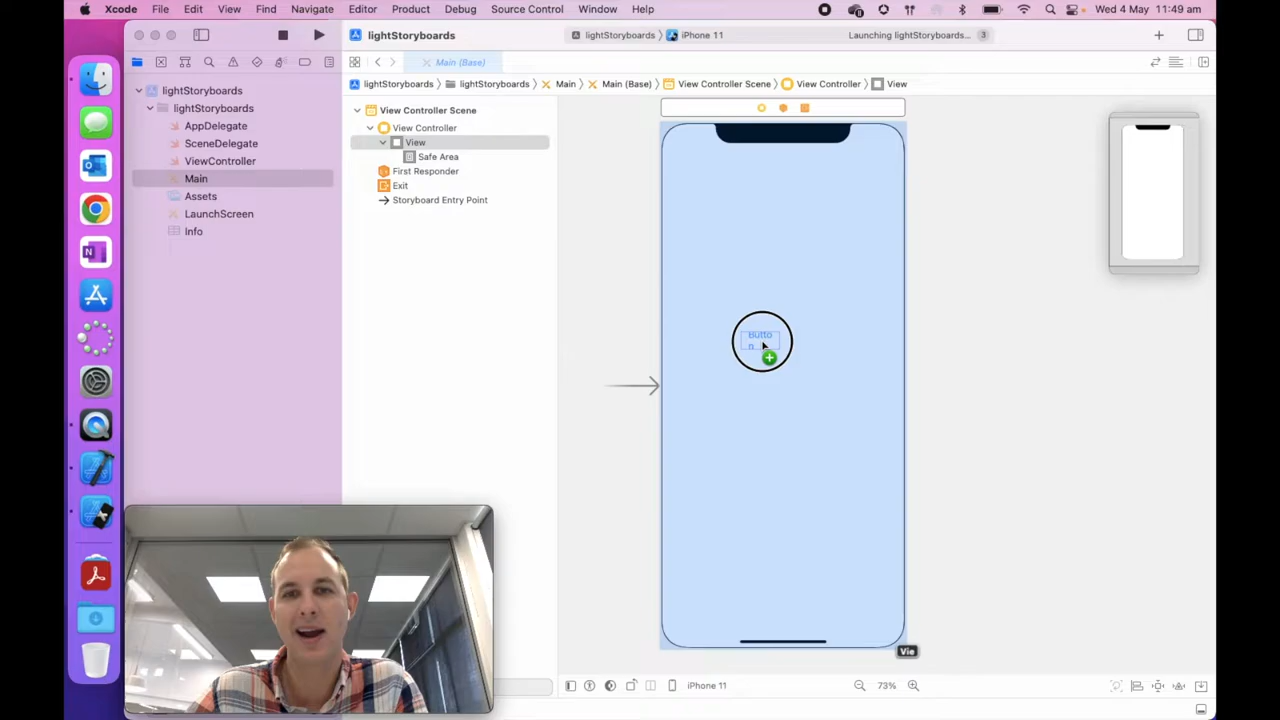 Xcode File Edit View Find Navigate Editor Product Debug Source Control Window Help Wed 4 May 11:49 am
lightStoryboards lightStoryboards iPhone 11 Launching lightStoryboards... 3
Main (Base)
lightStoryboards lightStoryboards Main Main (Base) View Controller Scene View Controller View
lightStoryboards
lightStoryboards
AppDelegate
SceneDelegate
ViewController
Main
Assets
LaunchScreen
Info
View Controller Scene
View Controller
View
Safe Area
First Responder
Exit
Storyboard Entry Point
Butto
n
Vie
iPhone 11 73%